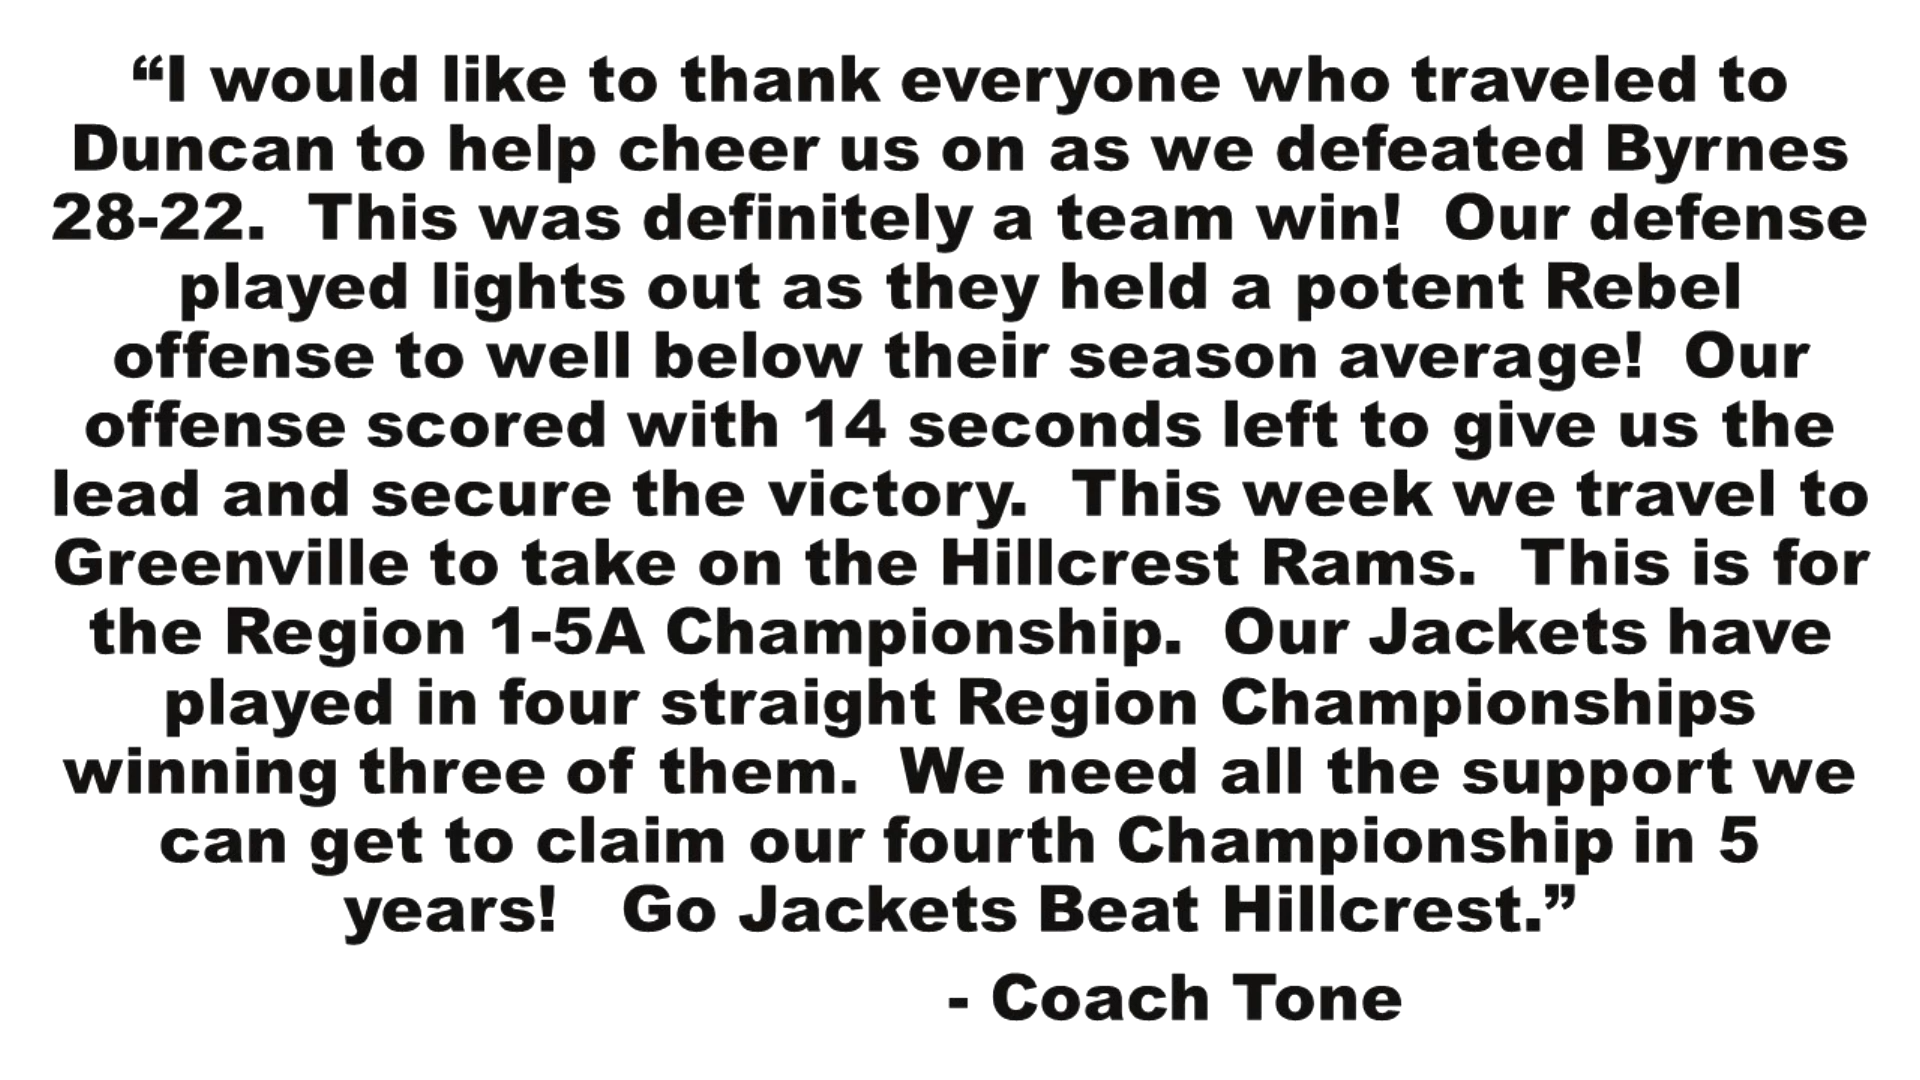 “I would like to thank everyone who traveled to
Duncan to help cheer us on as we defeated Byrnes
28-22.  This was definitely a team win!  Our defense
played lights out as they held a potent Rebel
offense to well below their season average!  Our
offense scored with 14 seconds left to give us the
lead and secure the victory.  This week we travel to
Greenville to take on the Hillcrest Rams.  This is for
the Region 1-5A Championship.  Our Jackets have
played in four straight Region Championships
winning three of them.  We need all the support we
can get to claim our fourth Championship in 5
years!   Go Jackets Beat Hillcrest.”
- Coach Tone